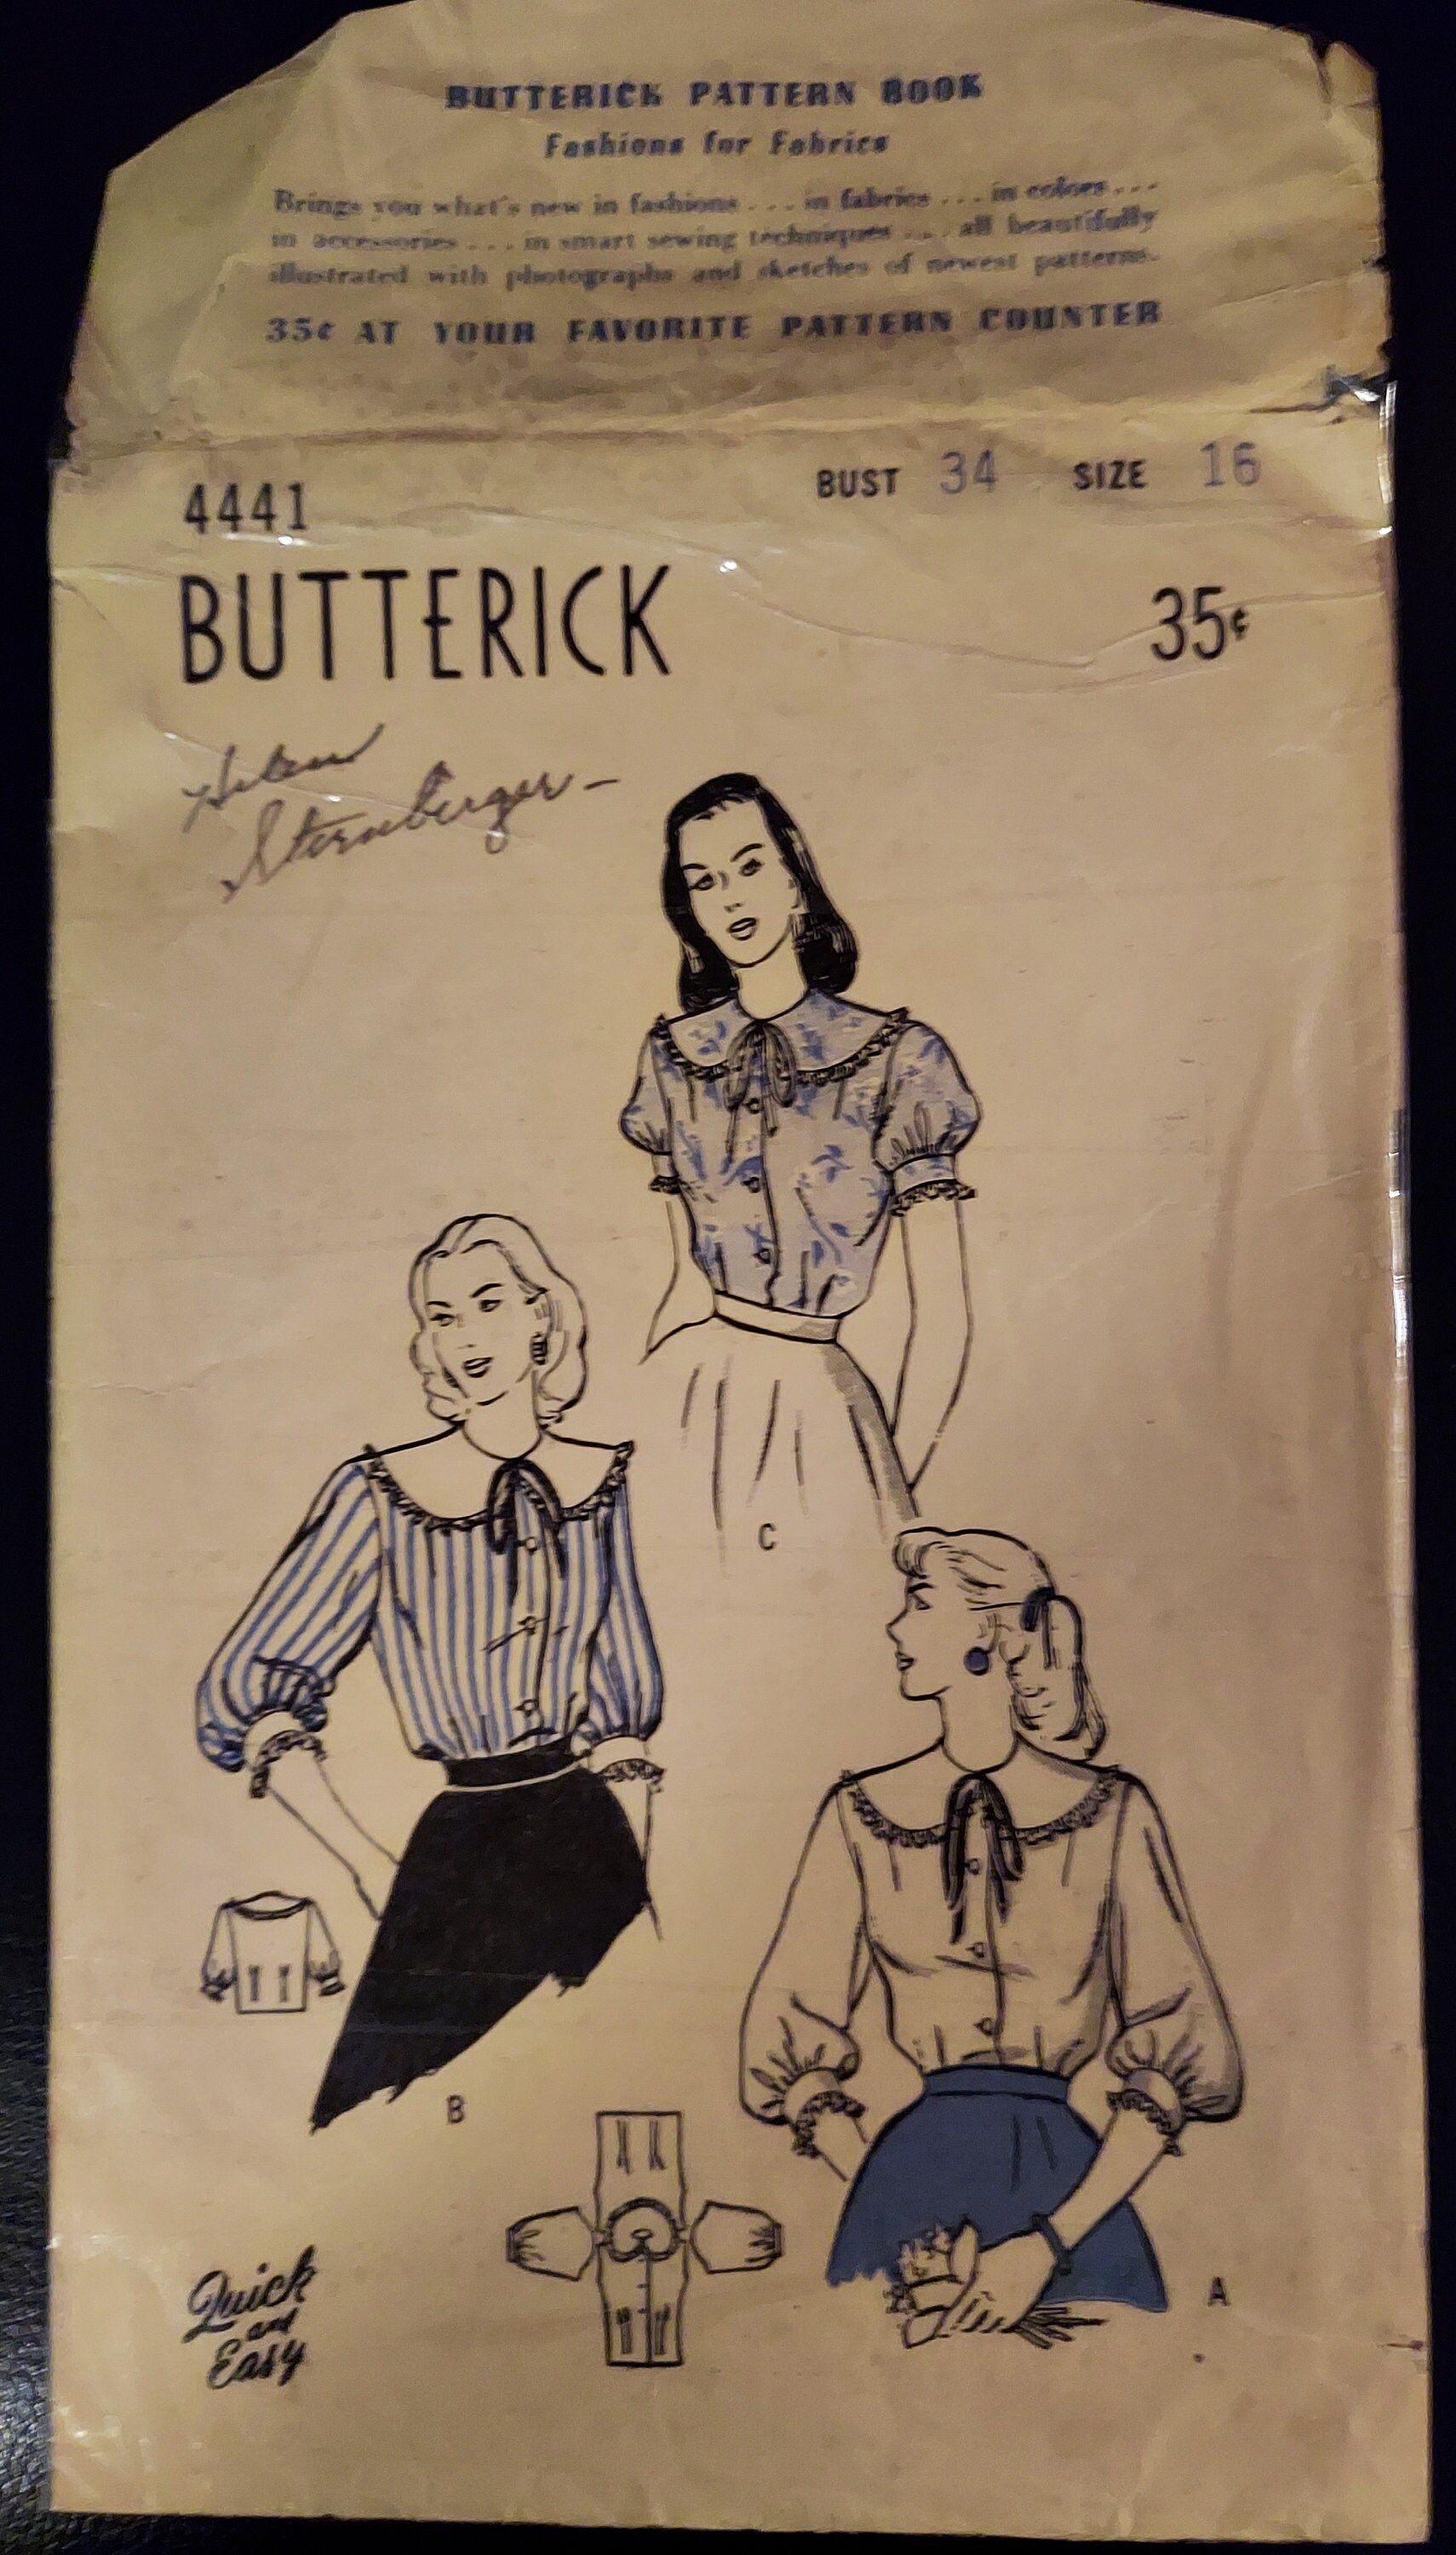 BUTTERICK PATTERN BOOK
Fashions for Fabrics
Brings you what's new in fashions . . . in fabrics . . . in colors . . .
in accessories . . . in smart sewing techniques . . . all beautifully
illustrated with photographs and sketches of newest patterns.
35¢ AT YOUR FAVORITE PATTERN COUNTER
4441 BUST 34 SIZE 16
BUTTERICK 35¢
Helen
Sternberger –
C
B
A
Quick
and
Easy